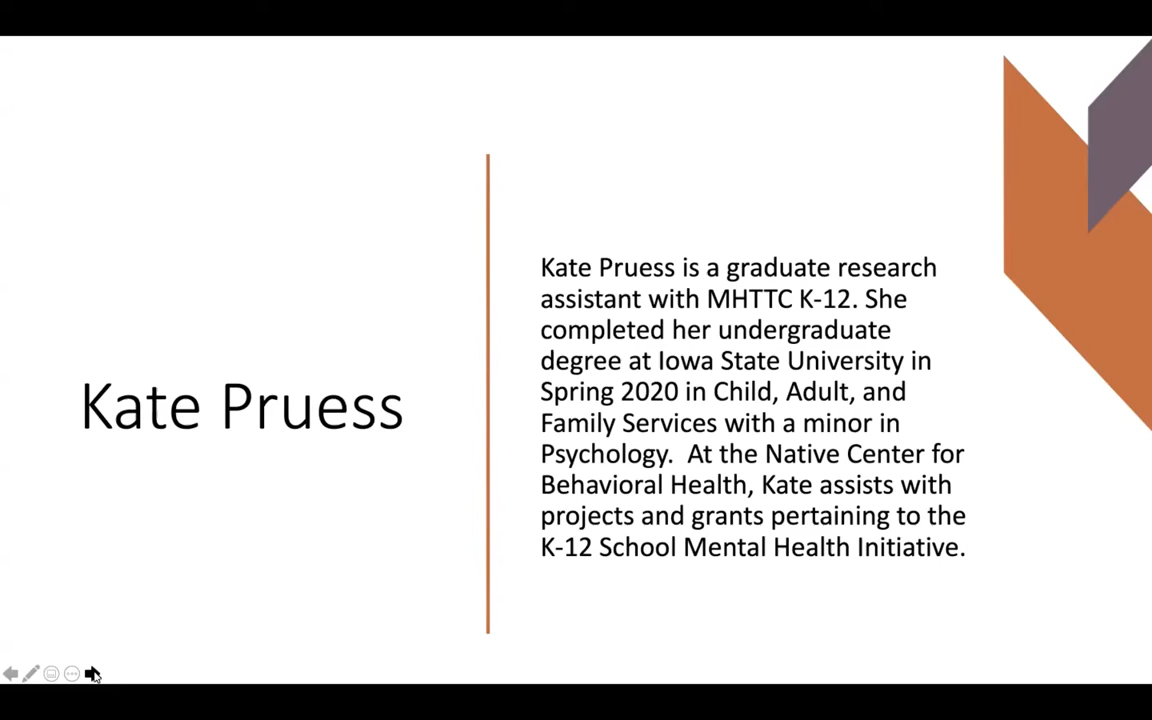 Kate Pruess
Kate Pruess is a graduate research
assistant with MHTTC K-12. She
completed her undergraduate
degree at Iowa State University in
Spring 2020 in Child, Adult, and
Family Services with a minor in
Psychology.  At the Native Center for
Behavioral Health, Kate assists with
projects and grants pertaining to the
K-12 School Mental Health Initiative.